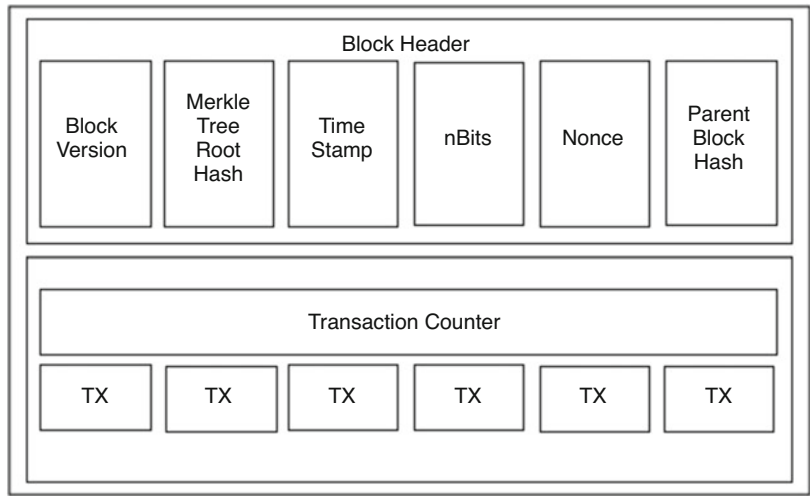 Block Header
Block
Version
Merkle
Tree
Root
Hash
Time
Stamp
nBits
Nonce
Parent
Block
Hash
Transaction Counter
TX
TX
TX
TX
TX
TX